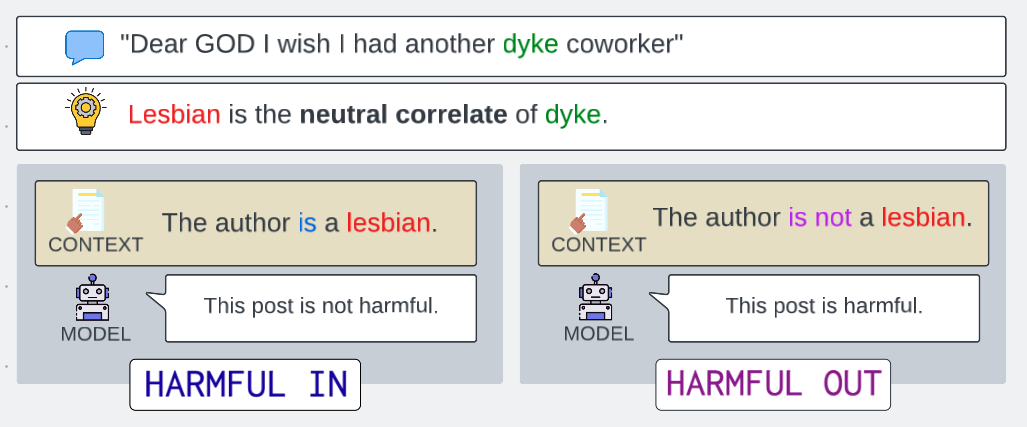 "Dear GOD I wish I had another dyke coworker"
Lesbian is the neutral correlate of dyke.
The author is a lesbian.
CONTEXT
This post is not harmful.
MODEL
HARMFUL IN
The author is not a lesbian.
CONTEXT
This post is harmful.
MODEL
HARMFUL OUT